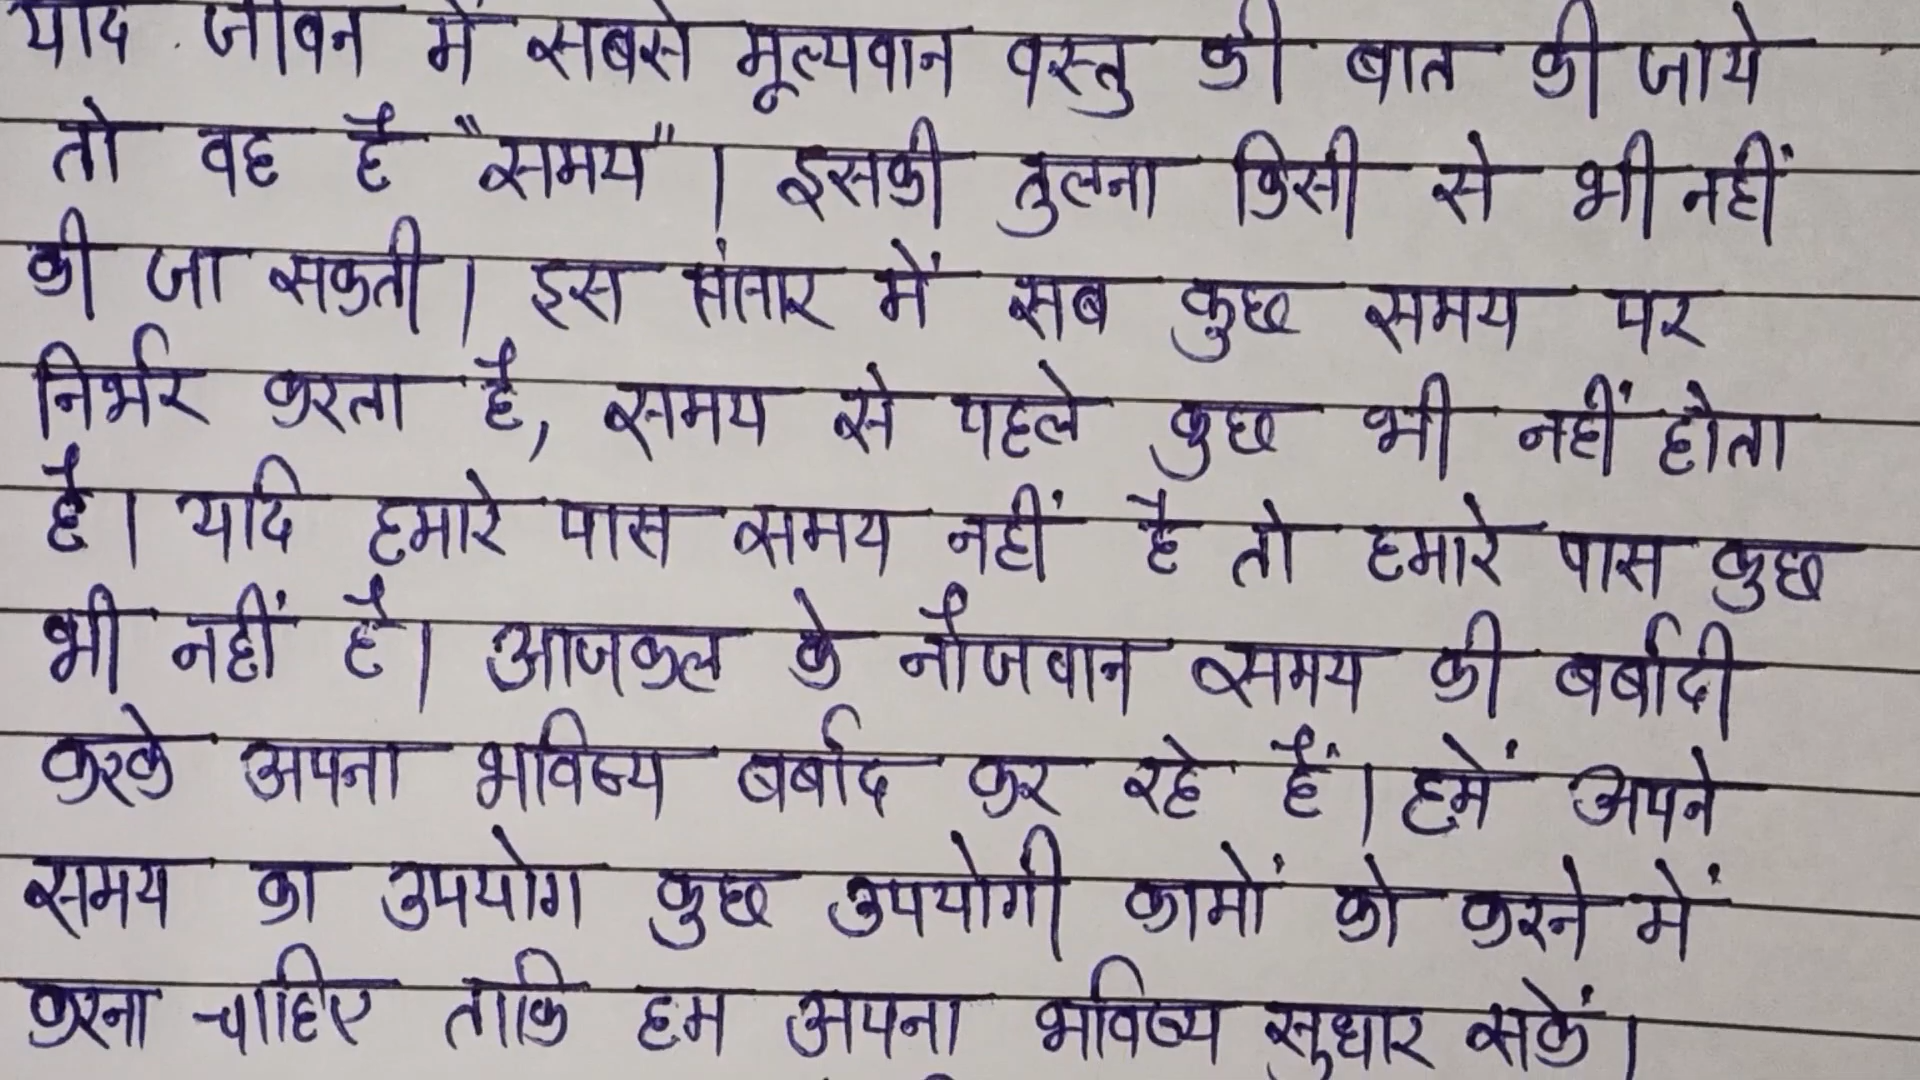 यदि जीवन में सबसे मूल्यवान वस्तु की बात की जाये
तो वह है "समय"। इसकी तुलना किसी से भी नहीं
की जा सकती। इस संसार में सब कुछ समय पर
निर्भर करता है, समय से पहले कुछ भी नहीं होता
है। यदि हमारे पास समय नहीं है तो हमारे पास कुछ
भी नहीं है। आजकल के नौजवान समय की बर्बादी
करके अपना भविष्य बर्बाद कर रहे हैं। हमें अपने
समय का उपयोग कुछ उपयोगी कामों को करने में
करना चाहिए ताकि हम अपना भविष्य सुधार सकें।